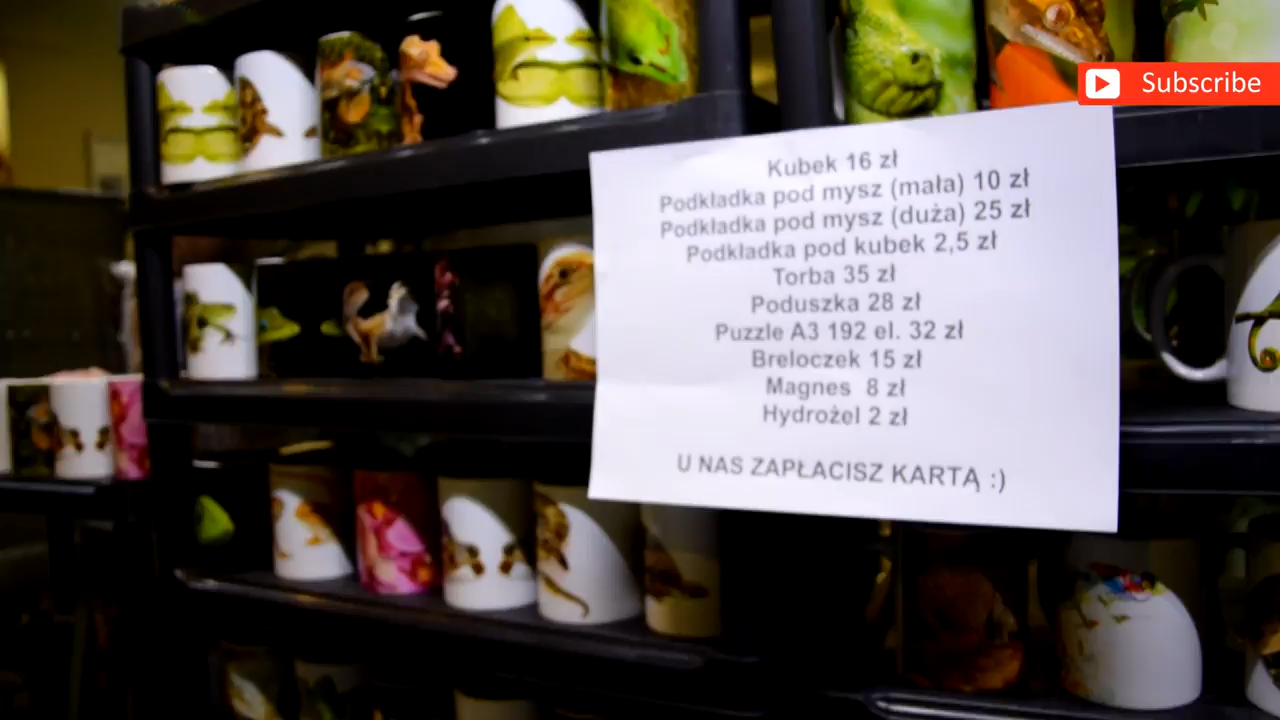 Subscribe
Kubek 16 zł
Podkładka pod mysz (mała) 10 zł
Podkładka pod mysz (duża) 25 zł
Podkładka pod kubek 2,5 zł
Torba 35 zł
Poduszka 28 zł
Puzzle A3 192 el. 32 zł
Breloczek 15 zł
Magnes 8 zł
Hydrożel 2 zł
U NAS ZAPŁACISZ KARTĄ :)